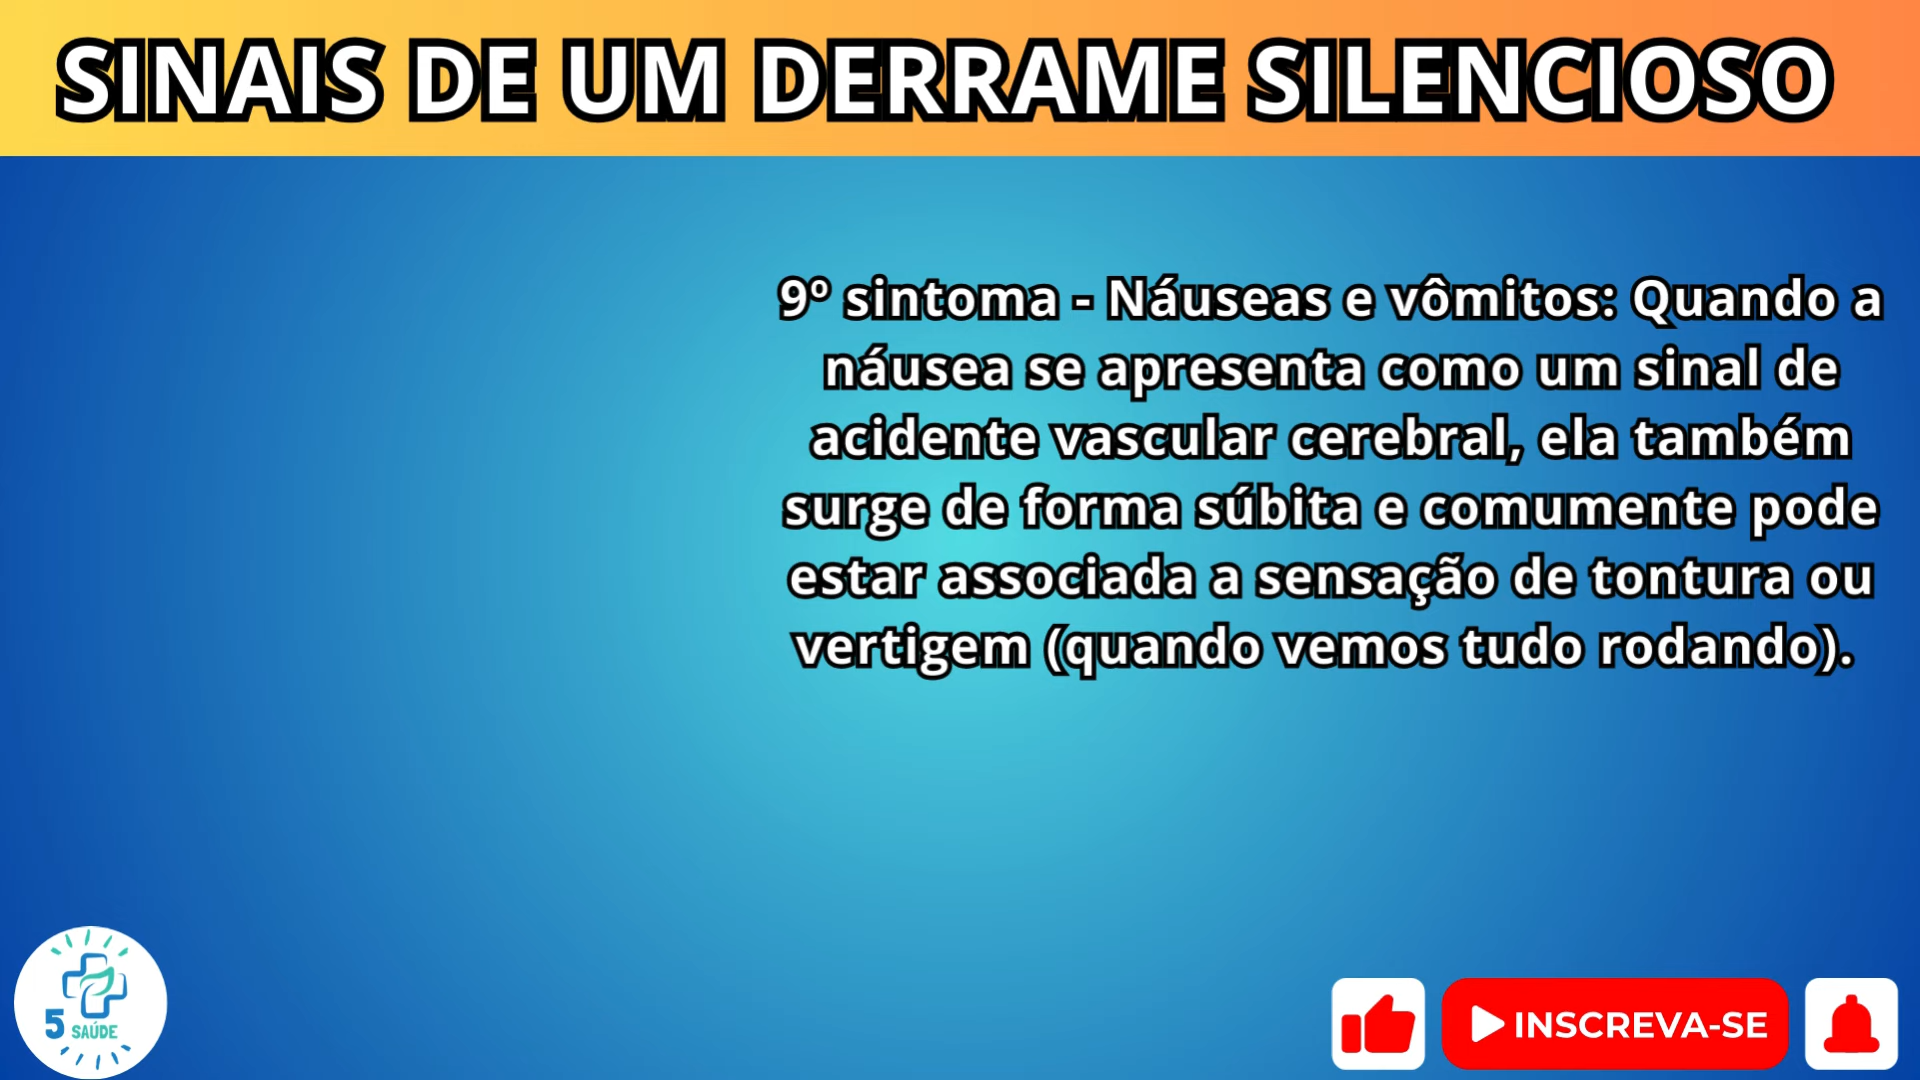 SINAIS DE UM DERRAME SILENCIOSO
9º sintoma - Náuseas e vômitos: Quando a
náusea se apresenta como um sinal de
acidente vascular cerebral, ela também
surge de forma súbita e comumente pode
estar associada a sensação de tontura ou
vertigem (quando vemos tudo rodando).
5 SAÚDE
INSCREVA-SE